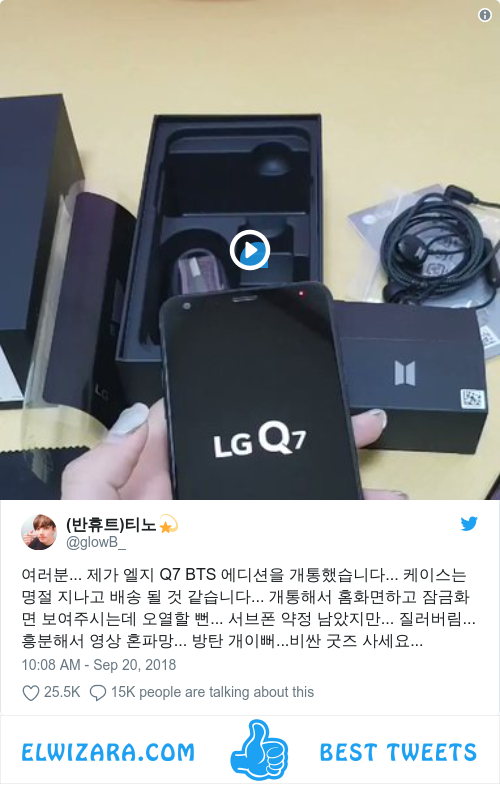 LG Q7
LG
(반휴트)티노💫
@glowB_
여러분... 제가 엘지 Q7 BTS 에디션을 개통했습니다... 케이스는
명절 지나고 배송 될 것 같습니다... 개통해서 홈화면하고 잠금화
면 보여주시는데 오열할 뻔... 서브폰 약정 남았지만... 질러버림...
흥분해서 영상 혼파망... 방탄 개이뻐...비싼 굿즈 사세요...
10:08 AM - Sep 20, 2018
25.5K 15K people are talking about this
ELWIZARA.COM BEST TWEETS